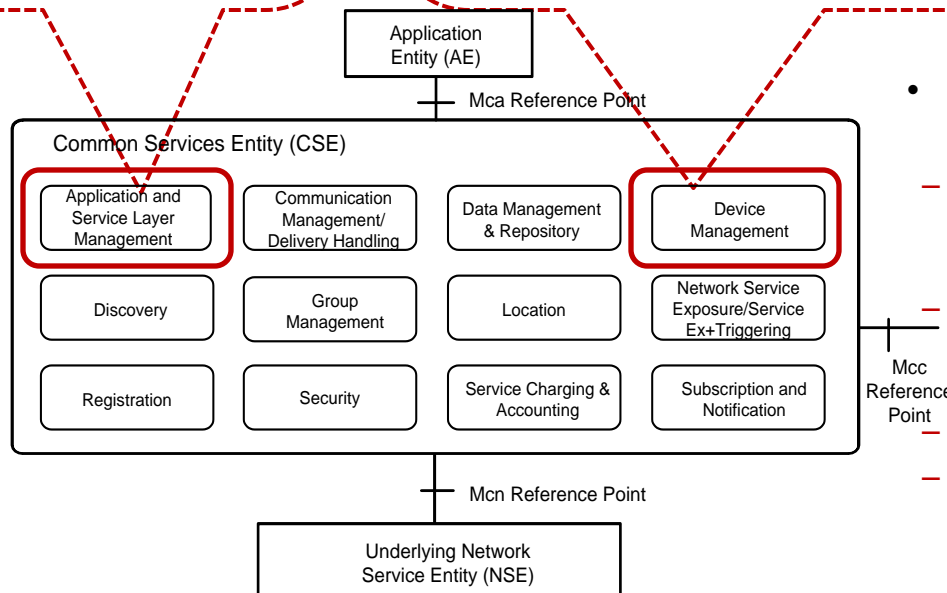 Application
Entity (AE)
Mca Reference Point
Common Services Entity (CSE)
Application and
Service Layer
Management
Communication
Management/
Delivery Handling
Data Management
& Repository
Device
Management
Discovery
Group
Management
Location
Network Service
Exposure/Service
Ex+Triggering
Registration
Security
Service Charging &
Accounting
Subscription and
Notification
Mcc
Reference
Point
Mcn Reference Point
Underlying Network
Service Entity (NSE)